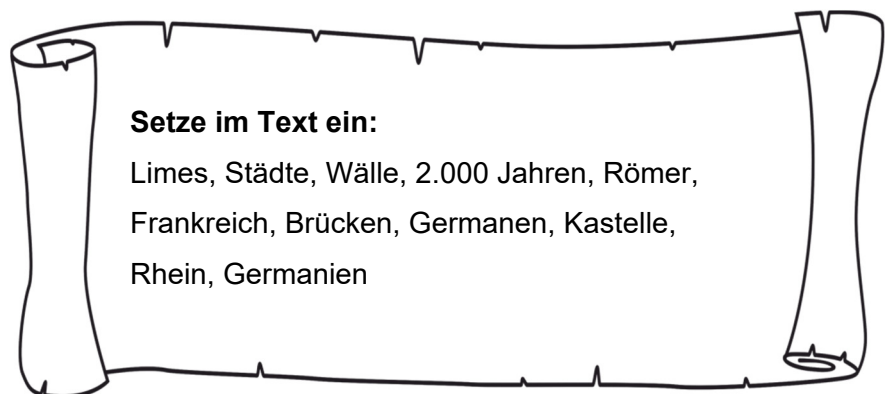 Setze im Text ein:
Limes, Städte, Wälle, 2.000 Jahren, Römer,
Frankreich, Brücken, Germanen, Kastelle,
Rhein, Germanien